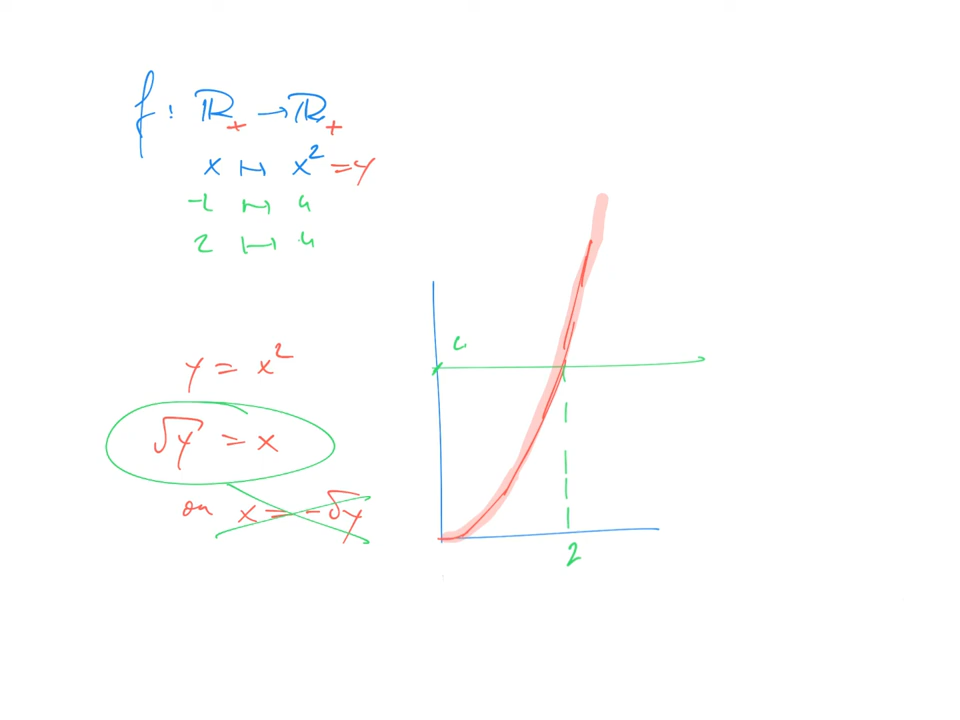 f : ℝ₊ → ℝ₊
x ↦ x² = y
-2 ↦ 4
2 ↦ 4
y = x²
√y = x
ou x = -√y
4
2